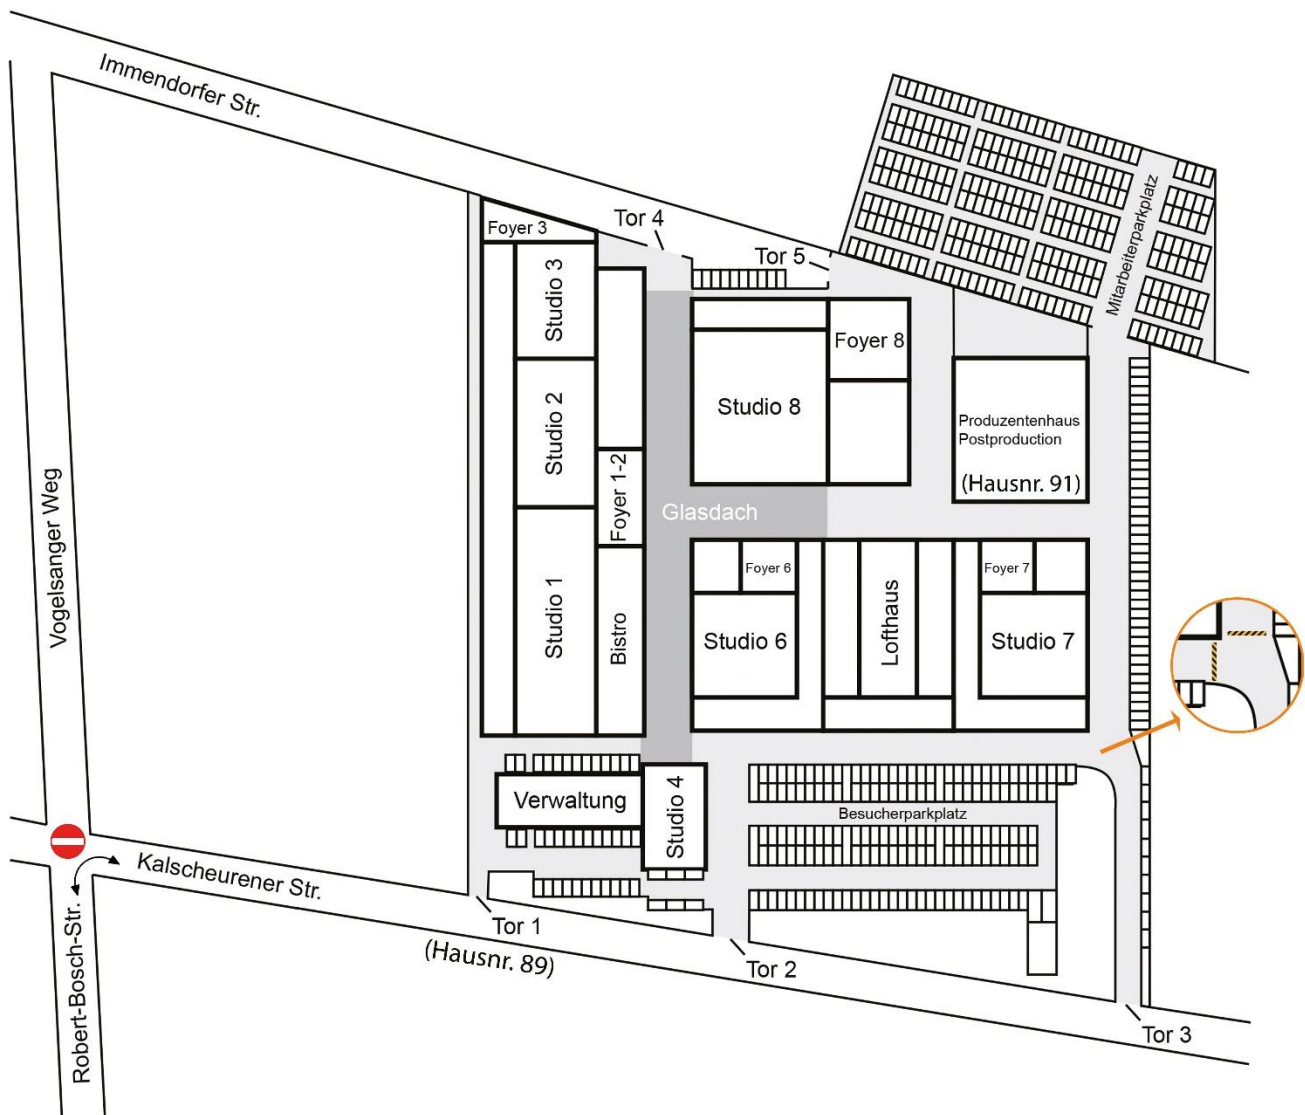 Immendorfer Str.
Mitarbeiterparkplatz
Foyer 3
Tor 4
Tor 5
Studio 3
Foyer 8
Studio 2
Studio 8
Produzentenhaus
Postproduction
(Hausnr. 91)
Vogelsanger Weg
Foyer 1-2
Glasdach
Studio 1
Bistro
Foyer 6
Foyer 7
Studio 6
Lofthaus
Studio 7
Verwaltung
Studio 4
Besucherparkplatz
Kalscheurener Str.
Robert-Bosch-Str.
Tor 1
(Hausnr. 89)
Tor 2
Tor 3